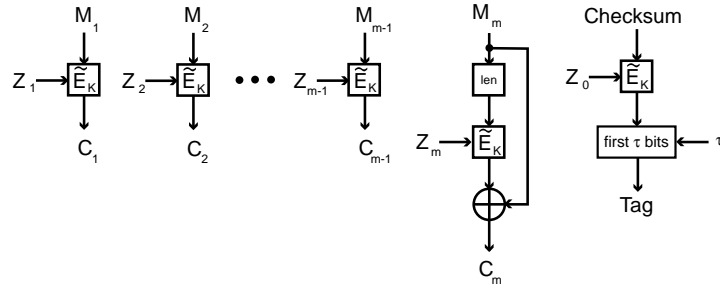 M1 M2 Mm-1 Mm Checksum
Z1 ẼK Z2 ẼK Zm-1 ẼK len Z0 ẼK
Zm ẼK first τ bits τ
C1 C2 Cm-1 Tag
Cm